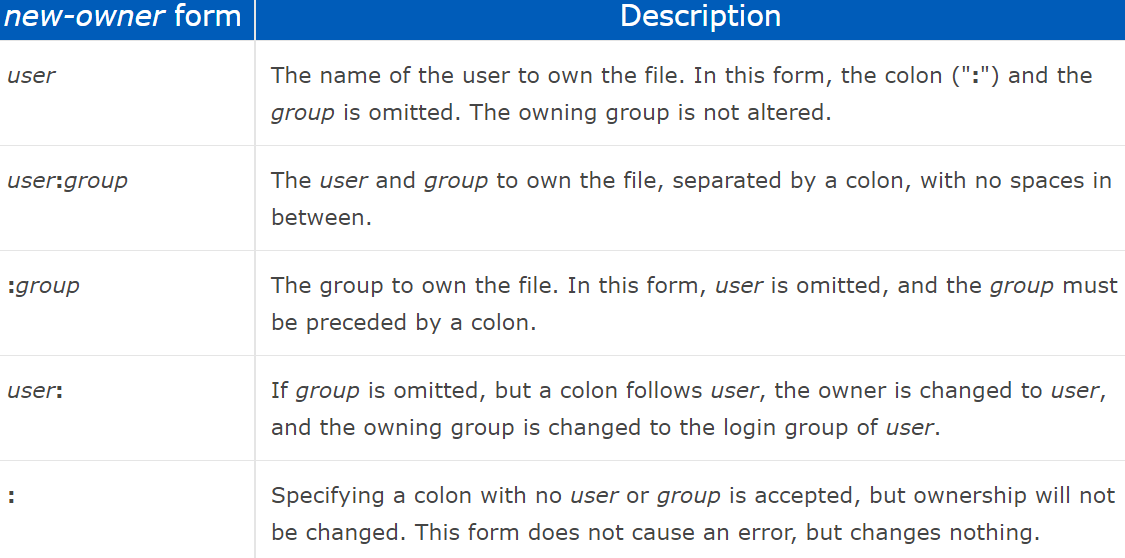 new-owner form Description
user The name of the user to own the file. In this form, the colon (":") and the
group is omitted. The owning group is not altered.
user:group The user and group to own the file, separated by a colon, with no spaces in
between.
:group The group to own the file. In this form, user is omitted, and the group must
be preceded by a colon.
user: If group is omitted, but a colon follows user, the owner is changed to user,
and the owning group is changed to the login group of user.
: Specifying a colon with no user or group is accepted, but ownership will not
be changed. This form does not cause an error, but changes nothing.